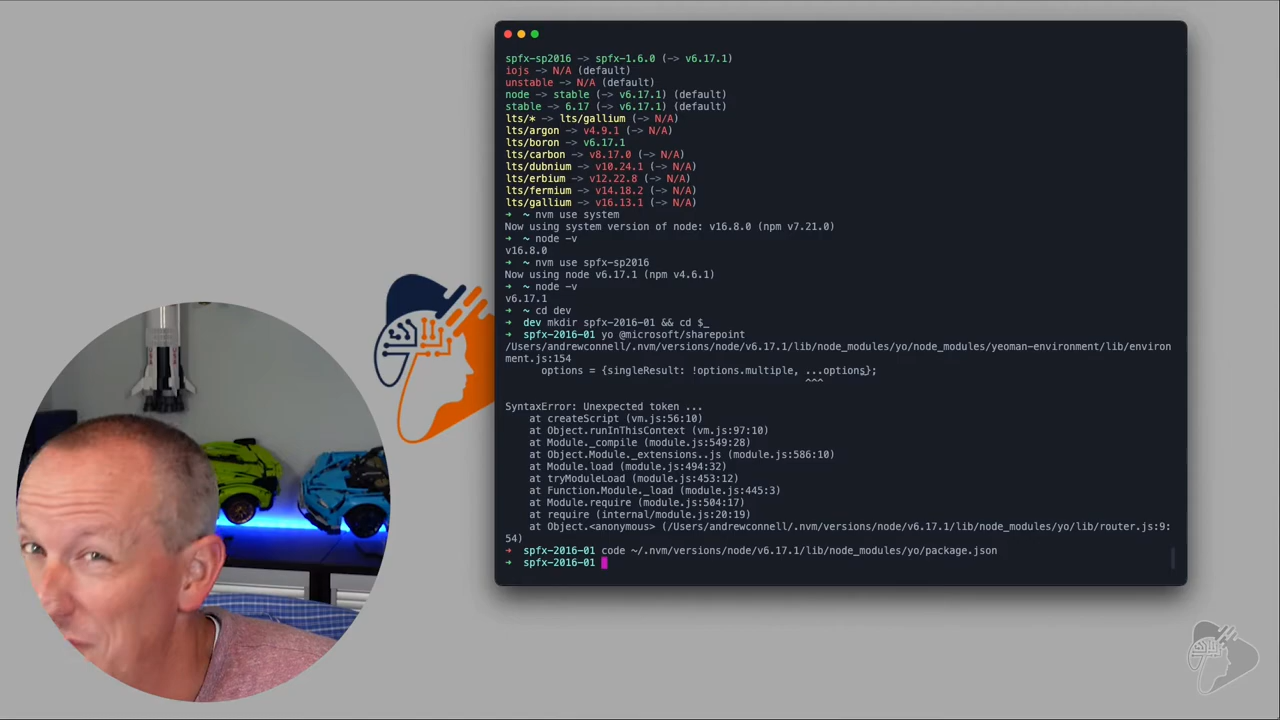 spfx-sp2016 -> spfx-1.6.0 (-> v6.17.1)
iojs -> N/A (default)
unstable -> N/A (default)
node -> stable (-> v6.17.1) (default)
stable -> 6.17 (-> v6.17.1) (default)
lts/* -> lts/gallium (-> N/A)
lts/argon -> v4.9.1 (-> N/A)
lts/boron -> v6.17.1
lts/carbon -> v8.17.0 (-> N/A)
lts/dubnium -> v10.24.1 (-> N/A)
lts/erbium -> v12.22.8 (-> N/A)
lts/fermium -> v14.18.2 (-> N/A)
lts/gallium -> v16.13.1 (-> N/A)
➜ ~ nvm use system
Now using system version of node: v16.8.0 (npm v7.21.0)
➜ ~ node -v
v16.8.0
➜ ~ nvm use spfx-sp2016
Now using node v6.17.1 (npm v4.6.1)
➜ ~ node -v
v6.17.1
➜ ~ cd dev
➜ dev mkdir spfx-2016-01 && cd $_
➜ spfx-2016-01 yo @microsoft/sharepoint
/Users/andrewconnell/.nvm/versions/node/v6.17.1/lib/node_modules/yo/node_modules/yeoman-environment/lib/environ
ment.js:154
options = {singleResult: !options.multiple, ...options};
^^^
SyntaxError: Unexpected token ...
at createScript (vm.js:56:10)
at Object.runInThisContext (vm.js:97:10)
at Module._compile (module.js:549:28)
at Object.Module._extensions..js (module.js:586:10)
at Module.load (module.js:494:32)
at tryModuleLoad (module.js:453:12)
at Function.Module._load (module.js:445:3)
at Module.require (module.js:504:17)
at require (internal/module.js:20:19)
at Object.<anonymous> (/Users/andrewconnell/.nvm/versions/node/v6.17.1/lib/node_modules/yo/lib/router.js:9:
54)
➜ spfx-2016-01 code ~/.nvm/versions/node/v6.17.1/lib/node_modules/yo/package.json
➜ spfx-2016-01